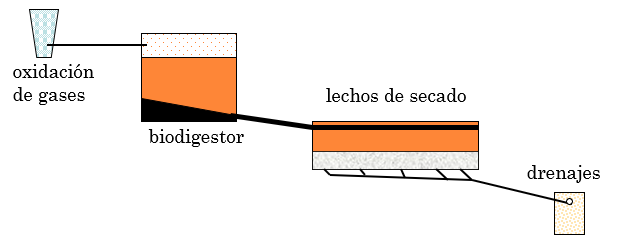 oxidación
de gases
biodigestor
lechos de secado
drenajes